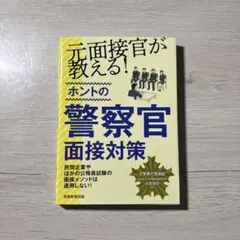 元面接官が
教える!
ホントの
警察官
面接対策
民間企業や
ほかの公務員試験の
面接メソッドは
通用しない!